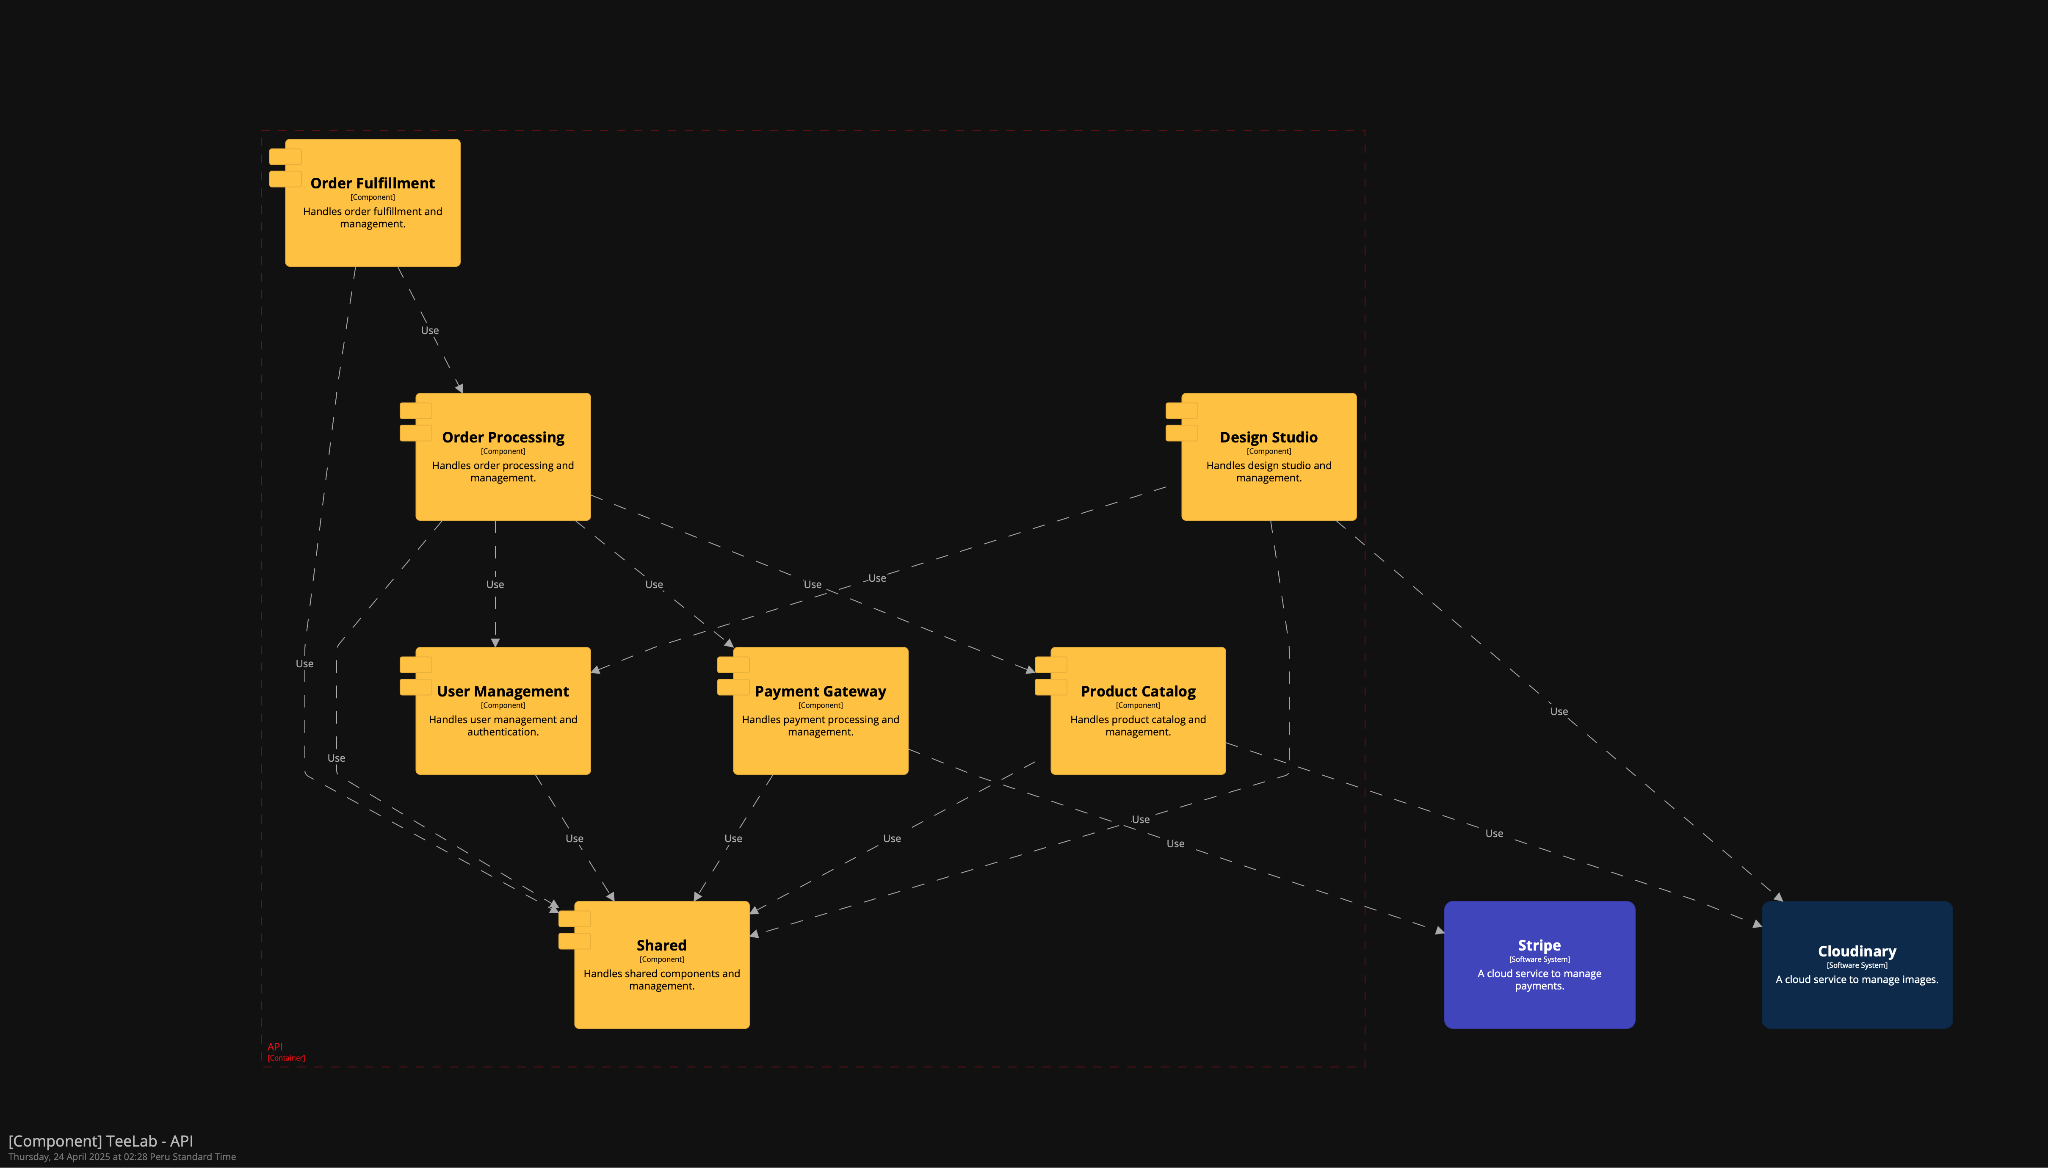 Order Fulfillment
[Component]
Handles order fulfillment and
management.
Use
Order Processing
[Component]
Handles order processing and
management.
Design Studio
[Component]
Handles design studio and
management.
Use
Use
Use
Use
Use
User Management
[Component]
Handles user management and
authentication.
Payment Gateway
[Component]
Handles payment processing and
management.
Product Catalog
[Component]
Handles product catalog and
management.
Use
Use
Use
Use
Use
Use
Use
Use
Use
Shared
[Component]
Handles shared components and
management.
Stripe
[Software System]
A cloud service to manage
payments.
Cloudinary
[Software System]
A cloud service to manage images.
API
[Container]
[Component] TeeLab - API
Thursday, 24 April 2025 at 02:28 Peru Standard Time